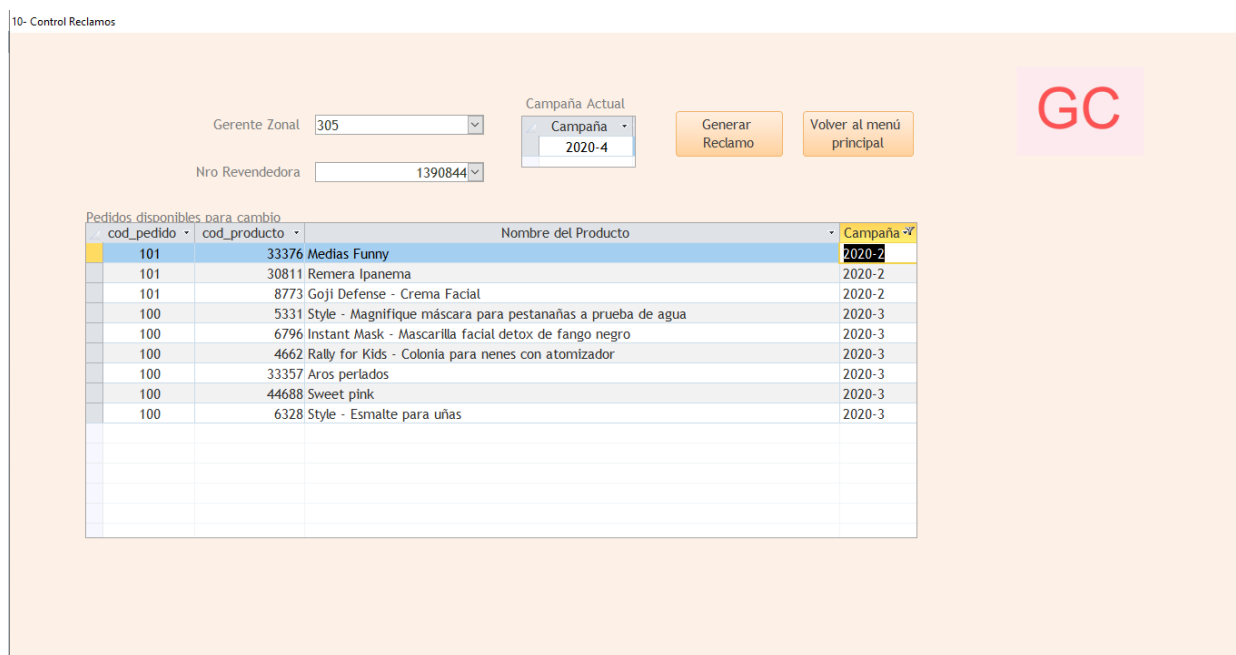 10- Control Reclamos
GC
Campaña Actual
Gerente Zonal 305
Campaña
2020-4
Generar
Reclamo
Volver al menú
principal
Nro Revendedora 1390844
Pedidos disponibles para cambio
cod_pedido cod_producto Nombre del Producto Campaña
101 33376 Medias Funny 2020-2
101 30811 Remera Ipanema 2020-2
101 8773 Goji Defense - Crema Facial 2020-2
100 5331 Style - Magnifique máscara para pestanañas a prueba de agua 2020-3
100 6796 Instant Mask - Mascarilla facial detox de fango negro 2020-3
100 4662 Rally for Kids - Colonia para nenes con atomizador 2020-3
100 33357 Aros perlados 2020-3
100 44688 Sweet pink 2020-3
100 6328 Style - Esmalte para uñas 2020-3